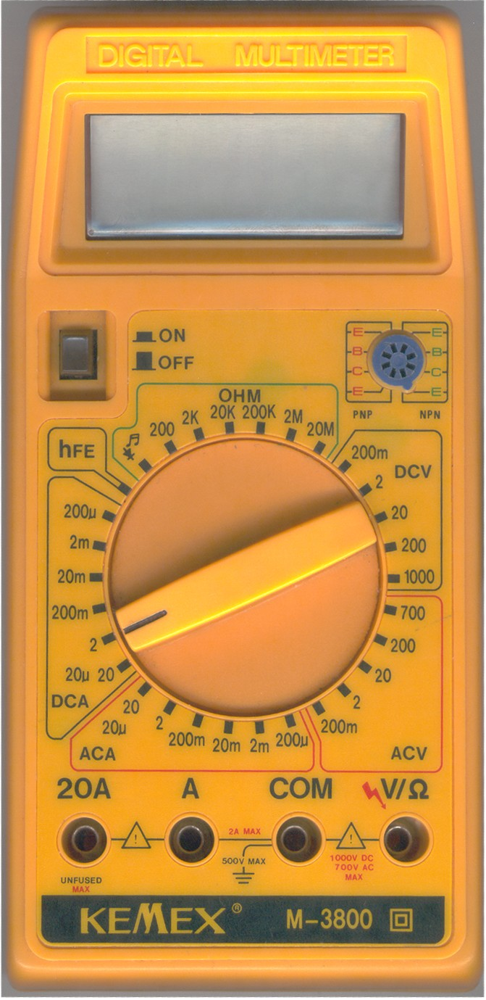 DIGITAL MULTIMETER
ON
OFF
E E
B B
C C
E E
PNP NPN
OHM
200 2K 20K 200K 2M 20M
hFE
200m
DCV
2
20
200
1000
200µ
2m
20m
200m
2
20µ 20
DCA
700
200
20
2
200m
ACV
20
20µ
2
200m 20m 2m 200µ
ACA
20A A COM V/Ω
2A MAX
500V MAX
1000V DC
700V AC
MAX
UNFUSED
MAX
KEMEX® M-3800